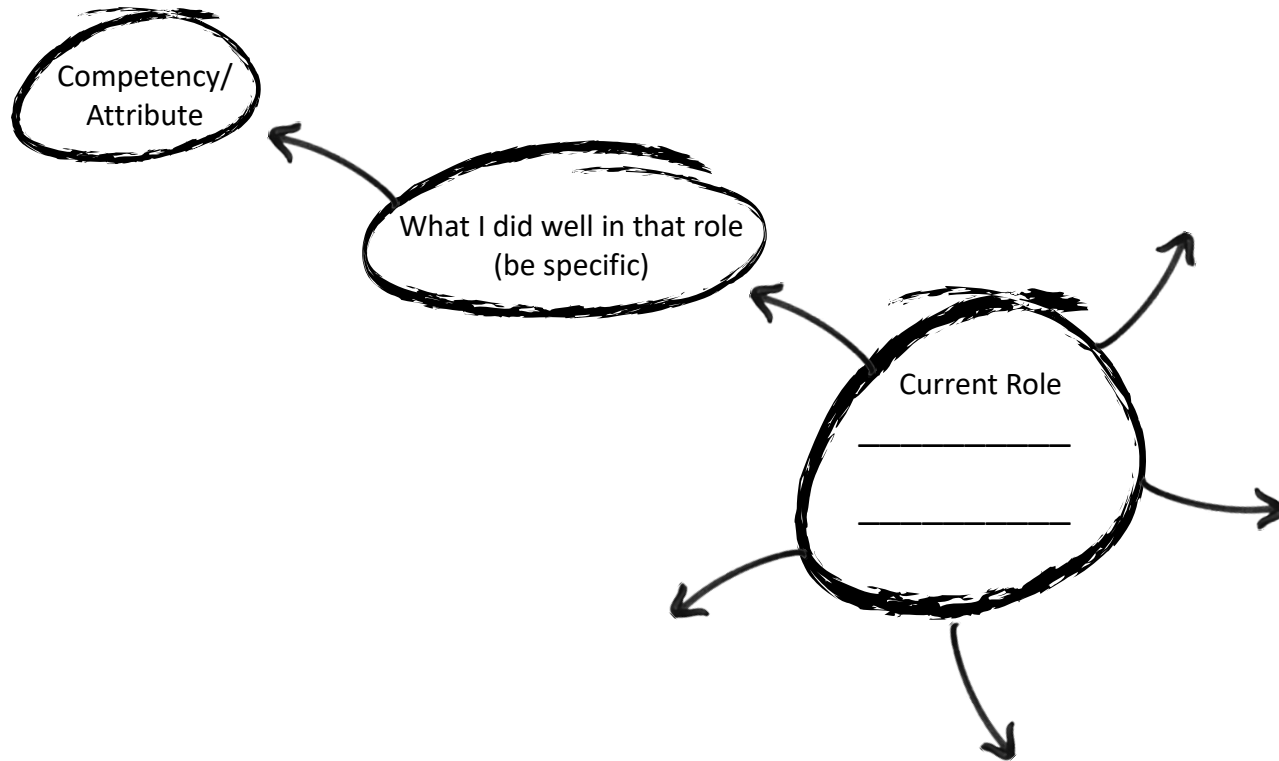 Competency/
Attribute
What I did well in that role
(be specific)
Current Role